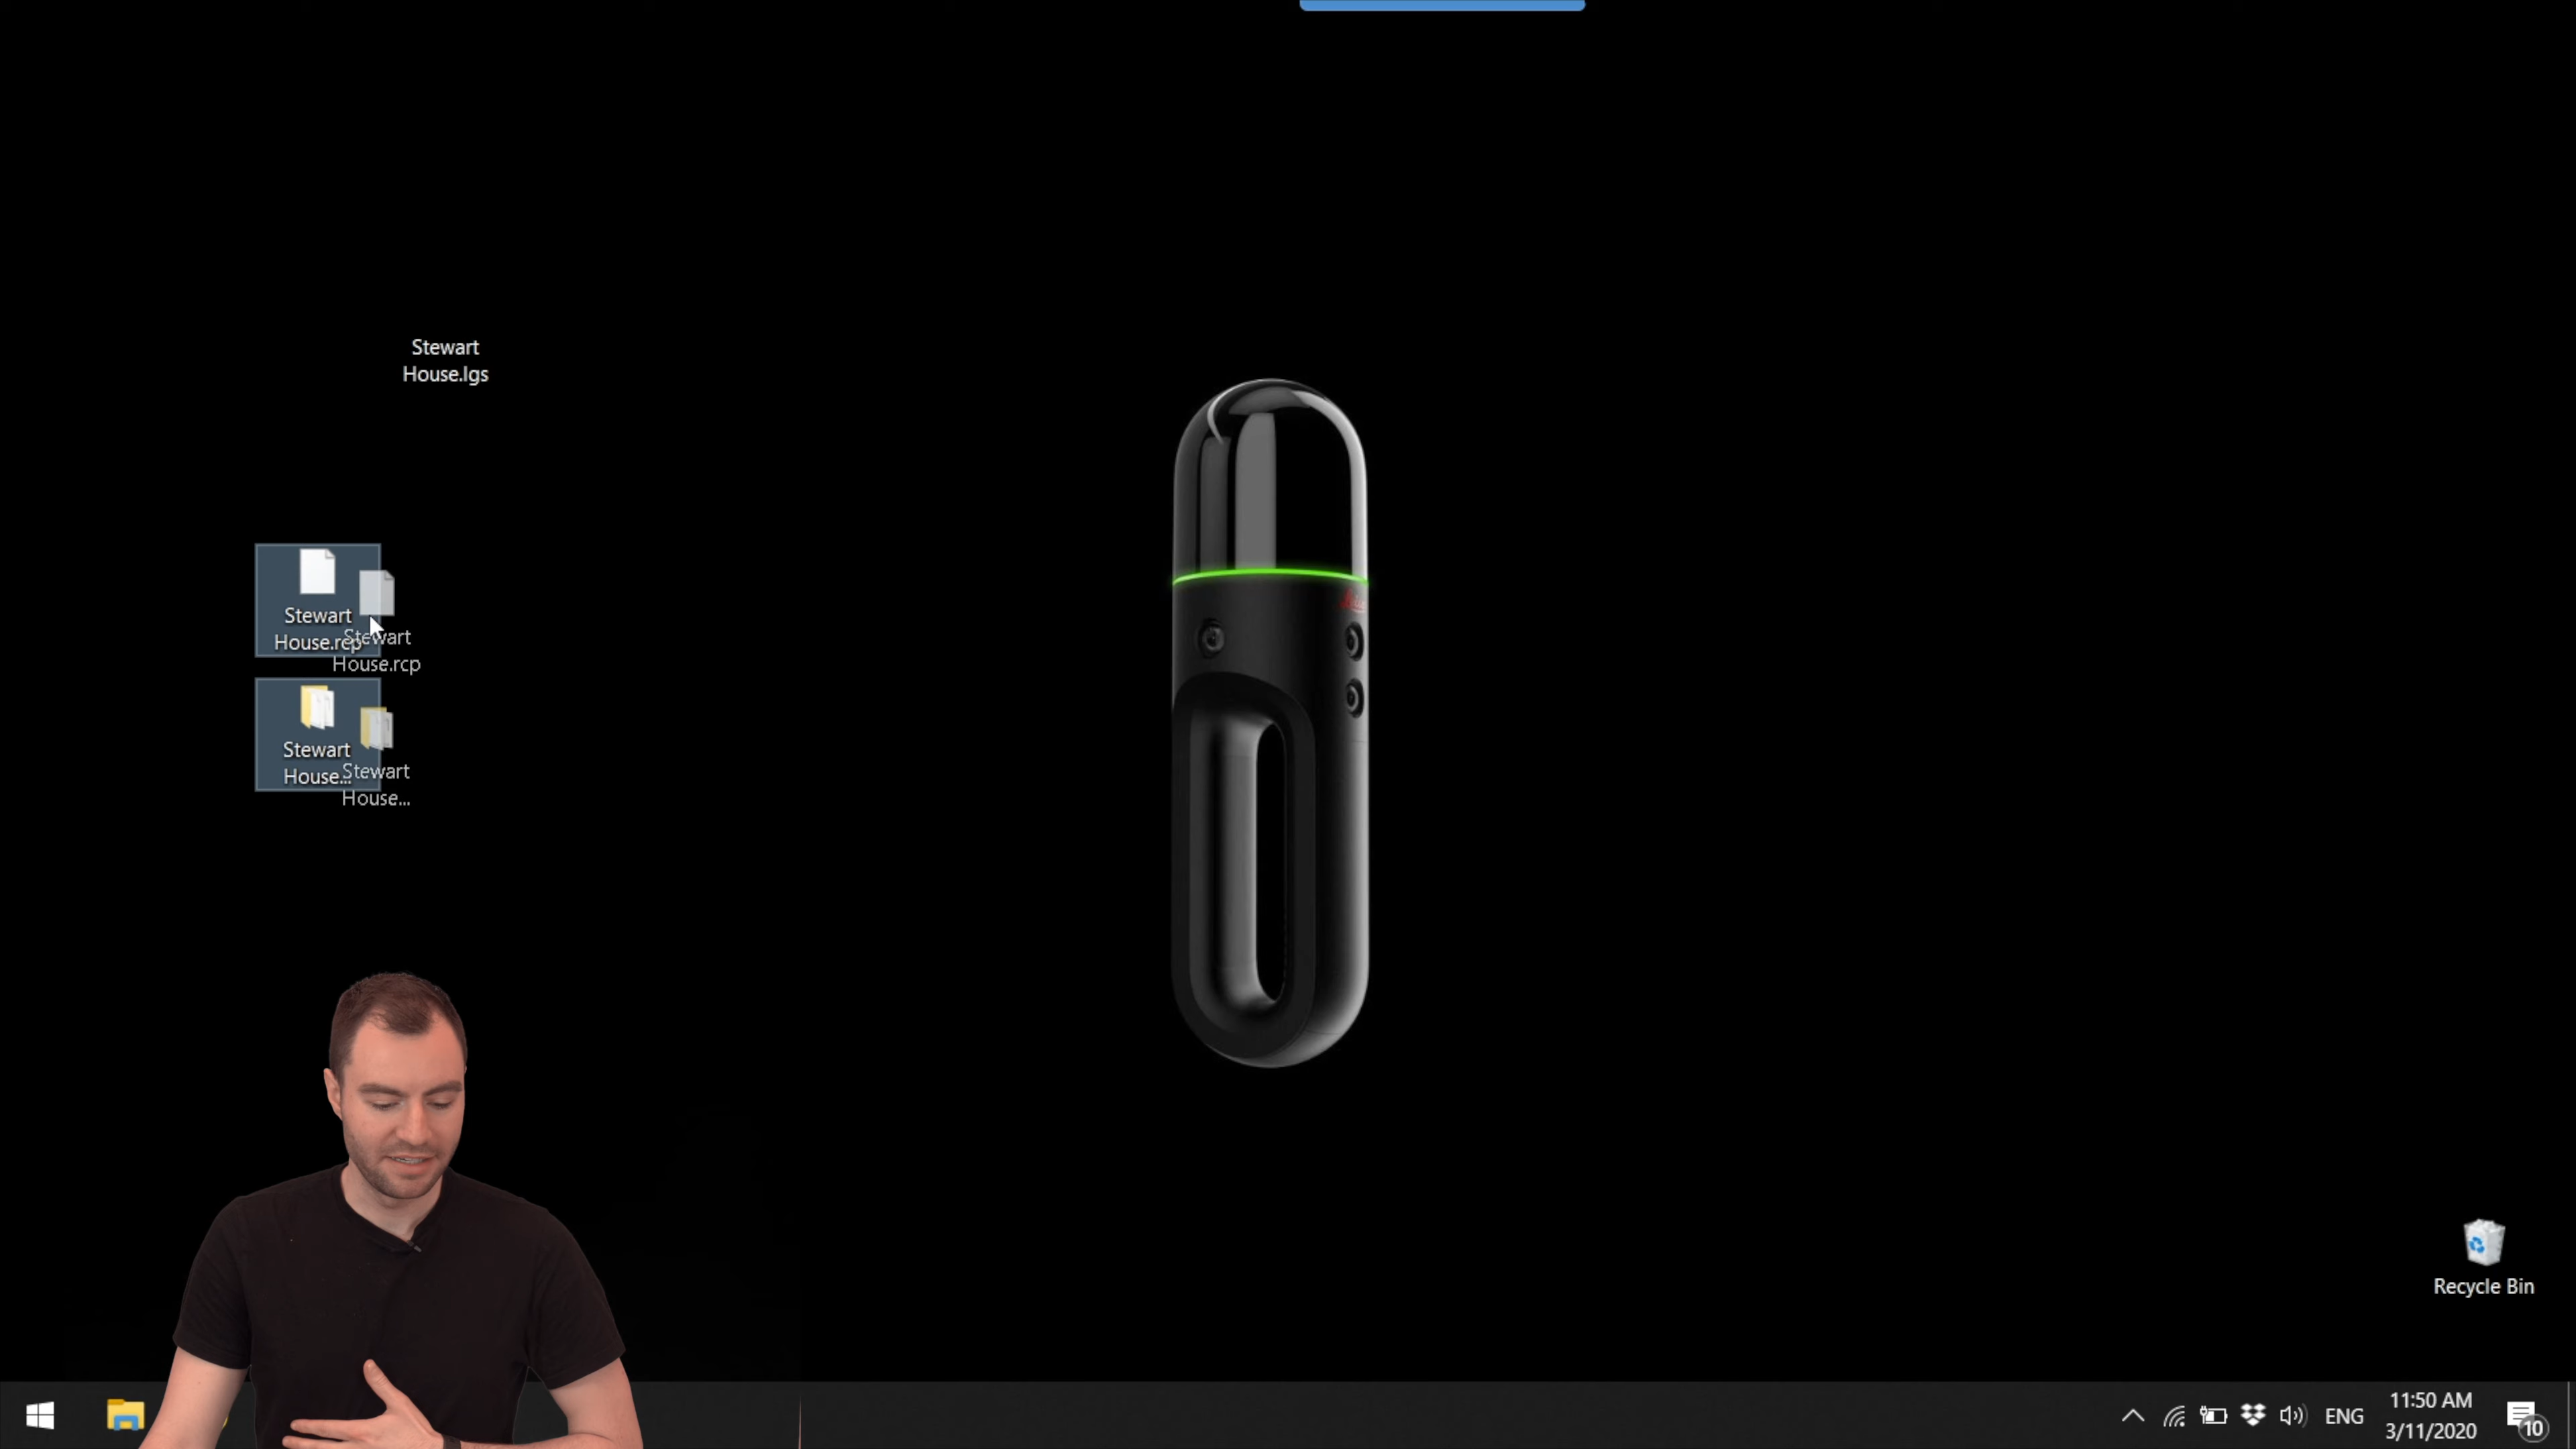 Stewart
House.lgs
Stewart
House.rcp
Stewart
House.rcp
Stewart
House...
Stewart
House...
Recycle Bin
ENG
11:50 AM
3/11/2020
10